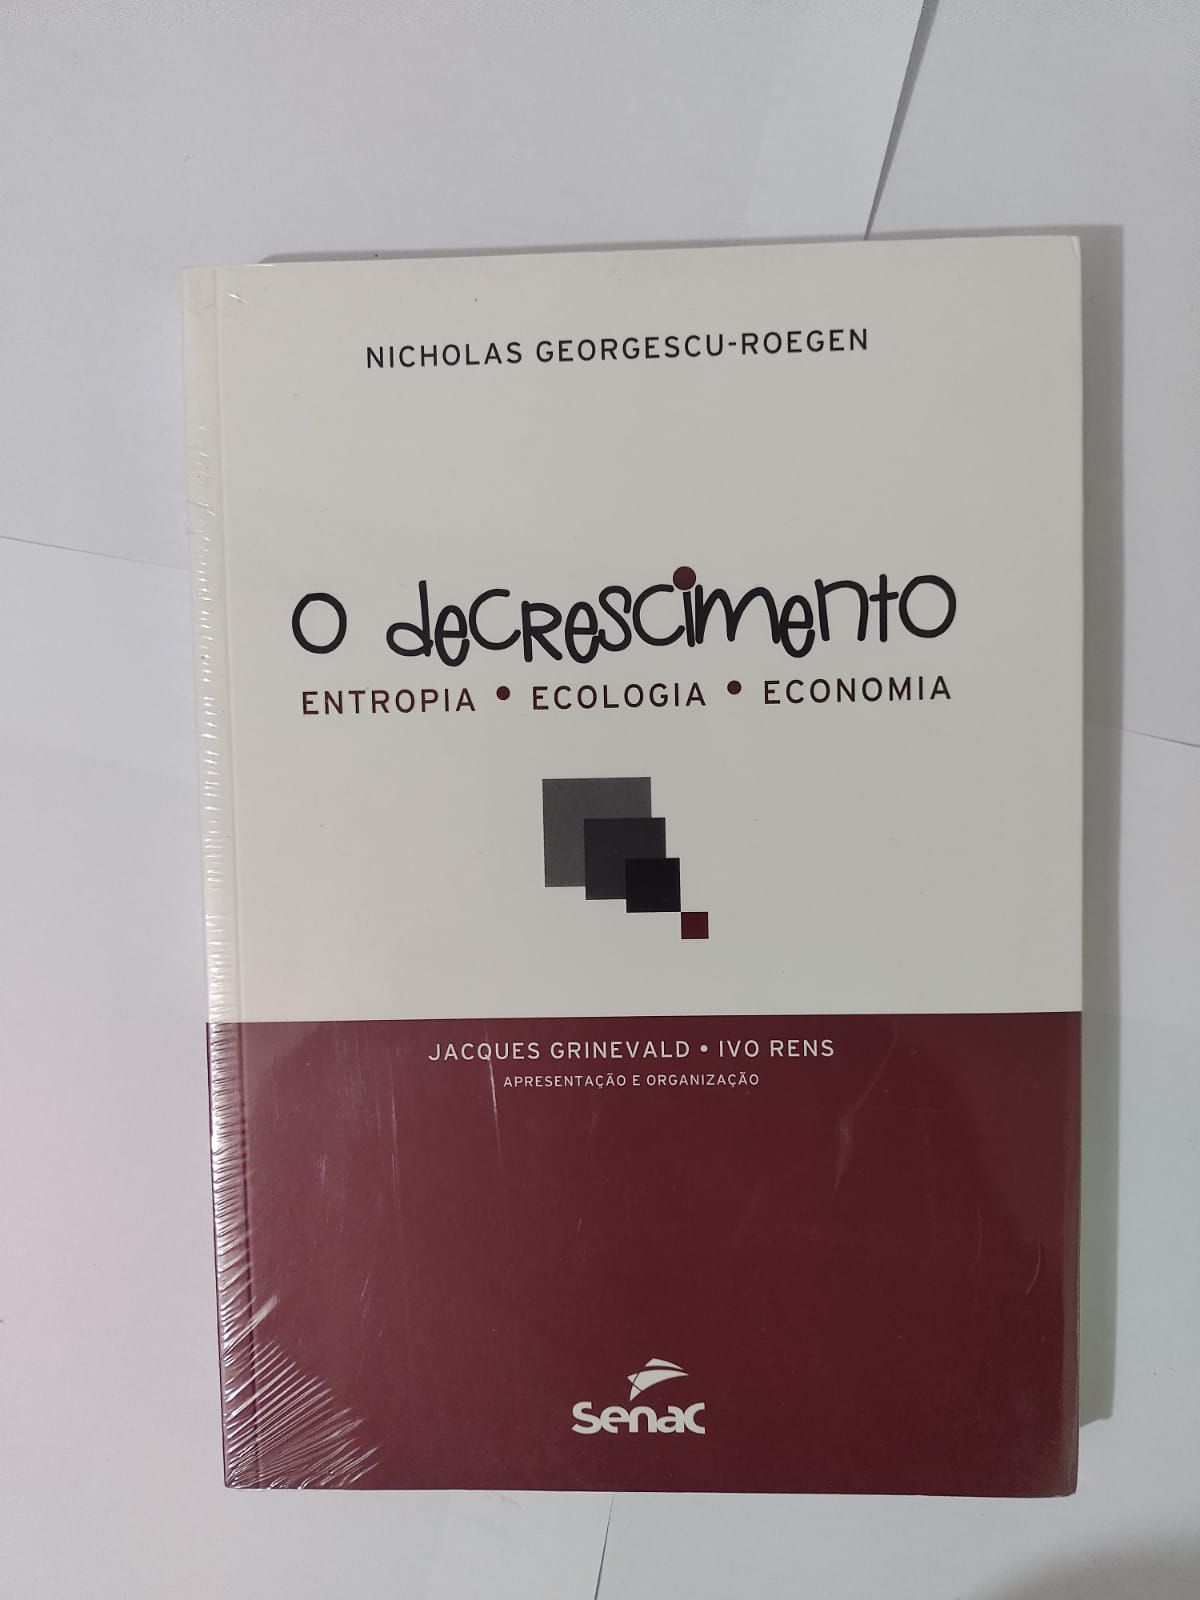 NICHOLAS GEORGESCU-ROEGEN
O decrescimento
ENTROPIA • ECOLOGIA • ECONOMIA
JACQUES GRINEVALD • IVO RENS
APRESENTAÇÃO E ORGANIZAÇÃO
Senac